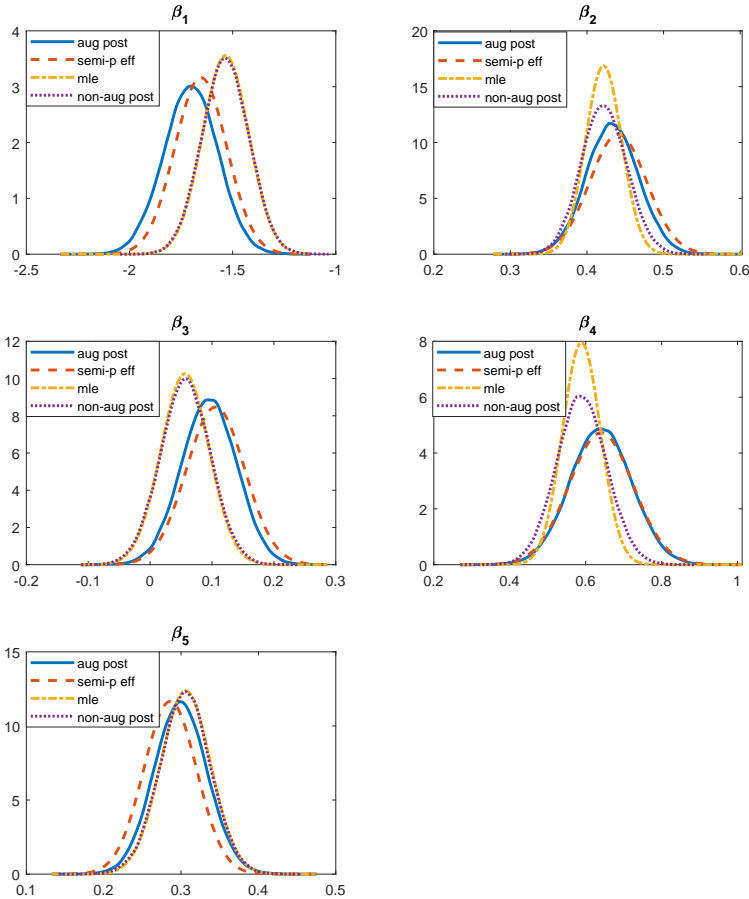 β1
4
3
2
1
0
-2.5
-2
-1.5
-1
aug post
semi-p eff
mle
non-aug post
β2
20
15
10
5
0
0.2
0.3
0.4
0.5
0.6
aug post
semi-p eff
mle
non-aug post
β3
12
10
8
6
4
2
0
-0.2
-0.1
0
0.1
0.2
0.3
aug post
semi-p eff
mle
non-aug post
β4
8
6
4
2
0
0.2
0.4
0.6
0.8
1
aug post
semi-p eff
mle
non-aug post
β5
15
10
5
0
0.1
0.2
0.3
0.4
0.5
aug post
semi-p eff
mle
non-aug post